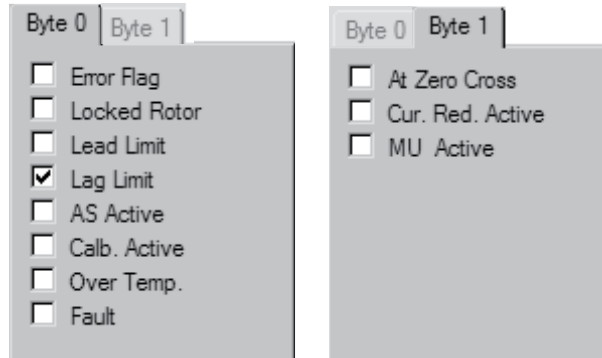 Byte 0 Byte 1
Error Flag
Locked Rotor
Lead Limit
Lag Limit
AS Active
Calb. Active
Over Temp.
Fault
Byte 0 Byte 1
At Zero Cross
Cur. Red. Active
MU Active